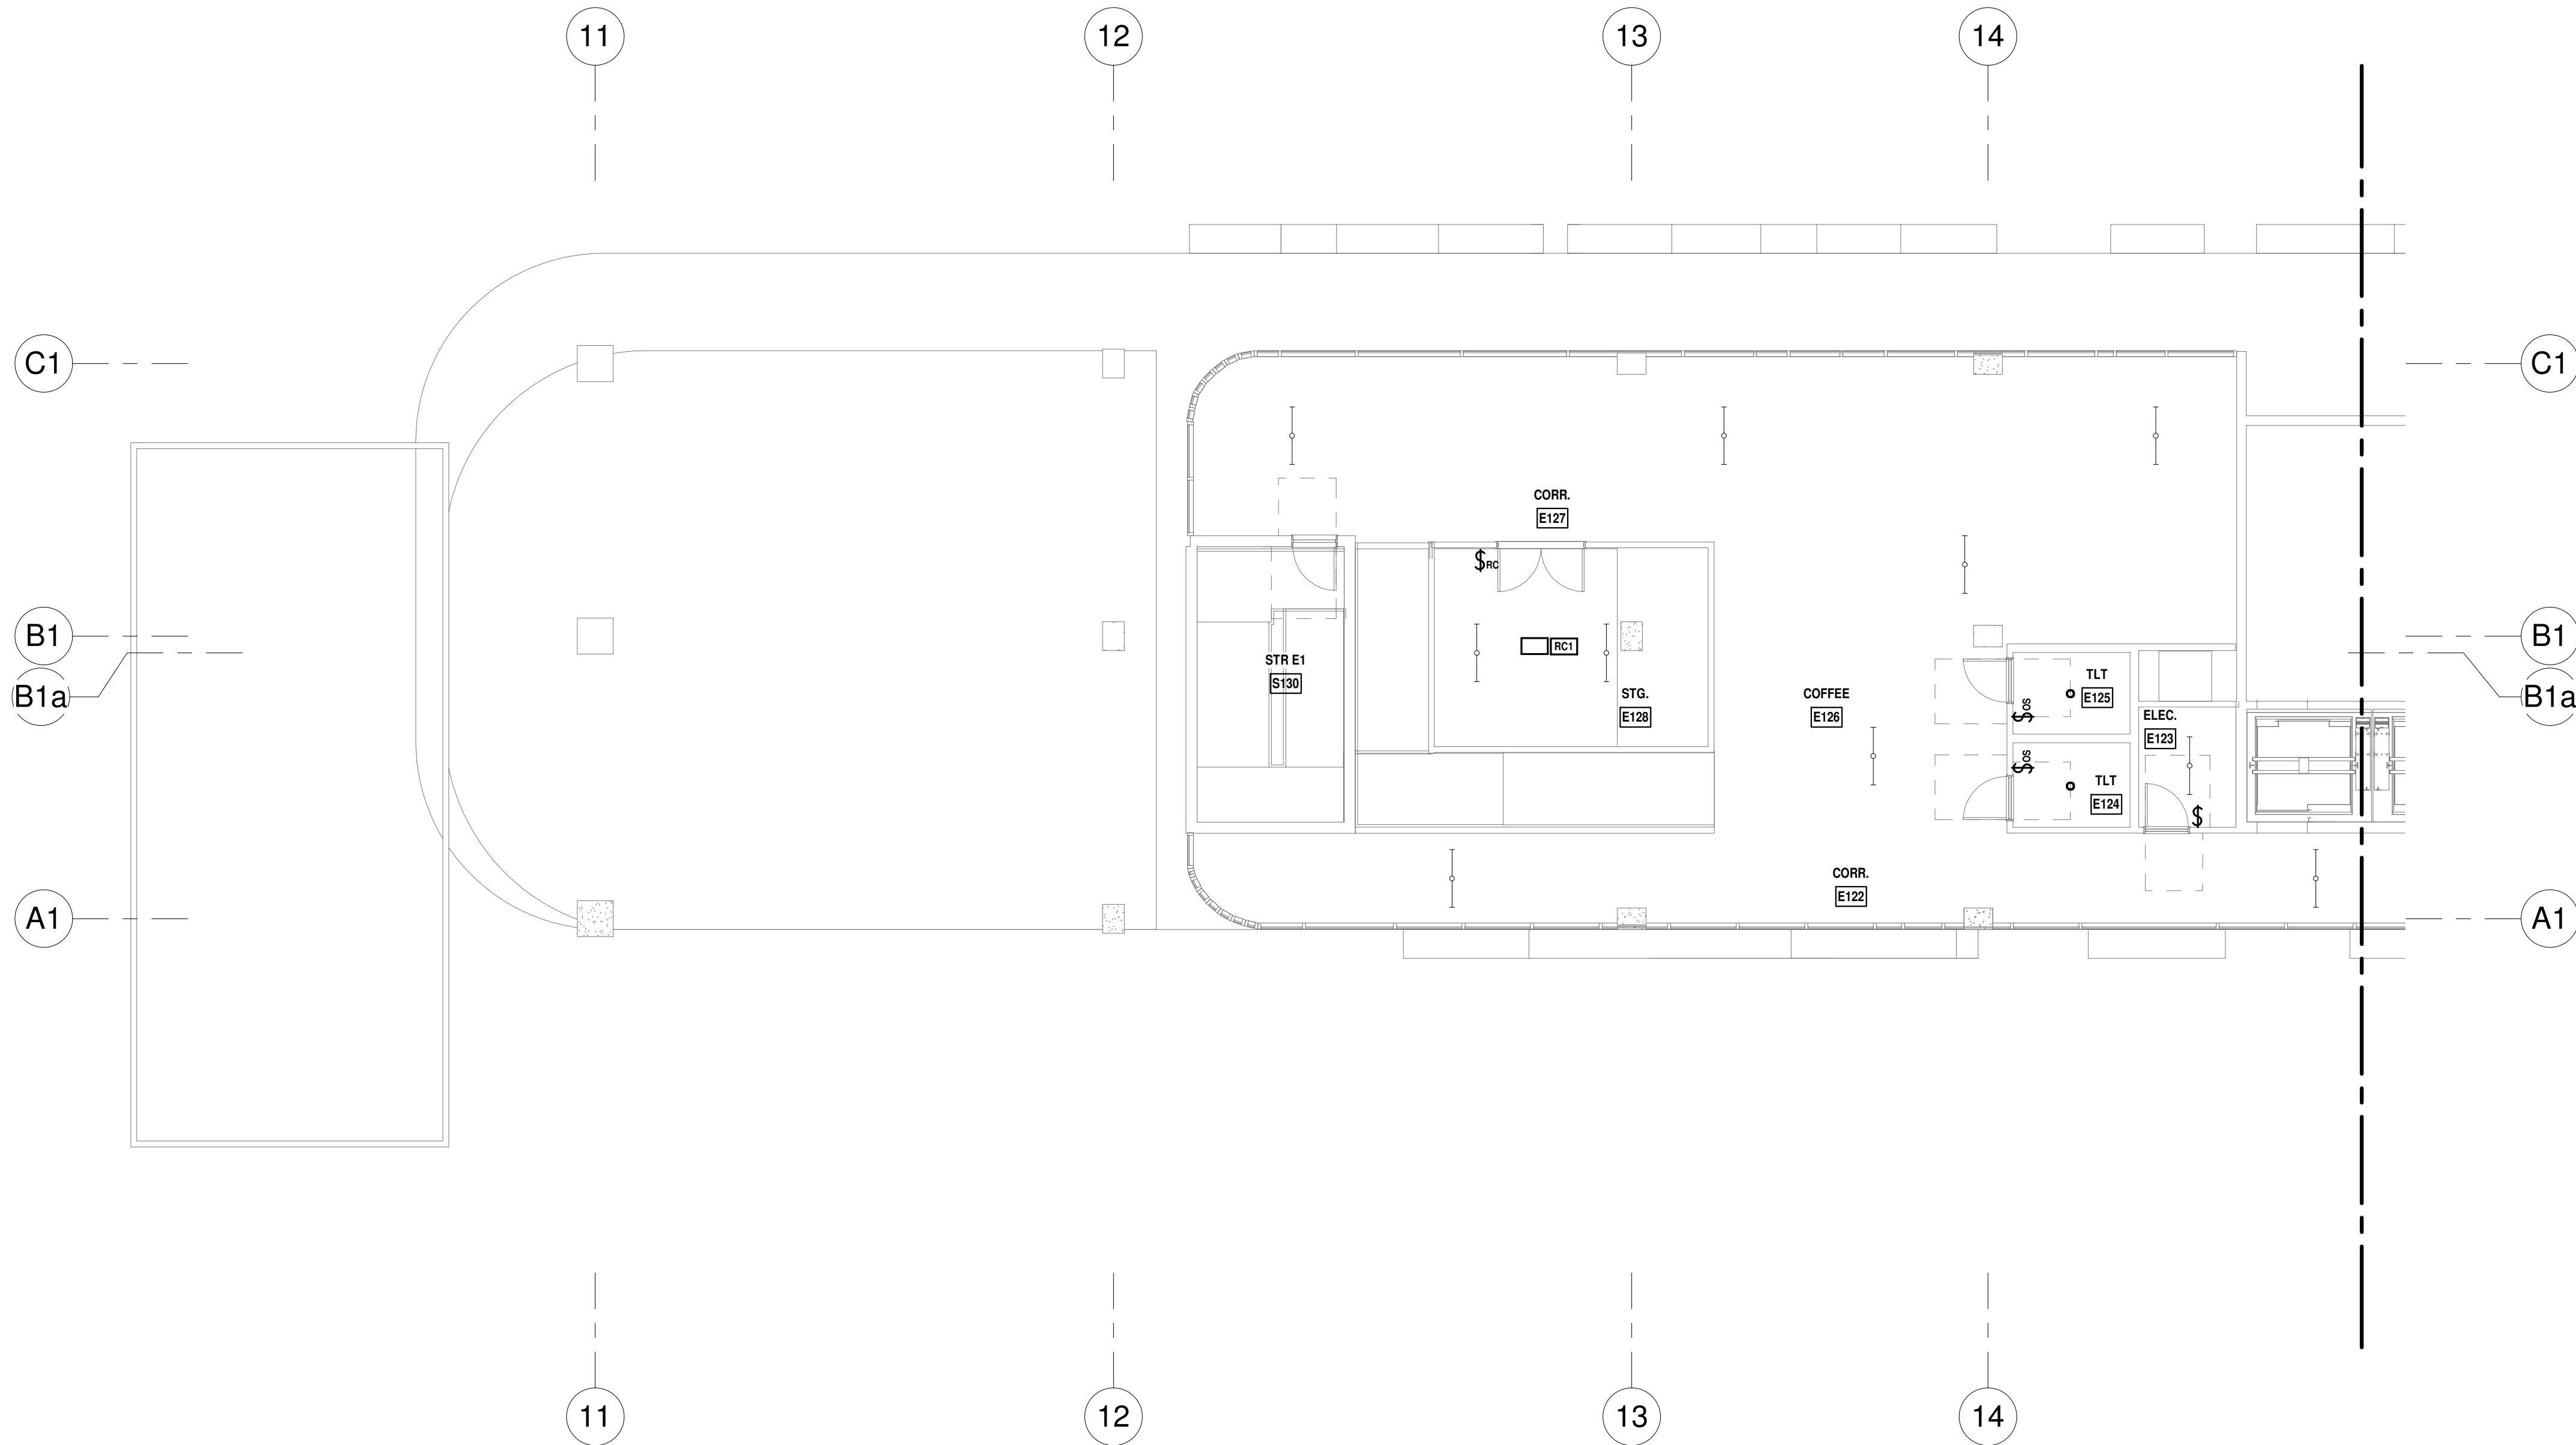 11
12
13
14
C1
C1
CORR.
E127
$RC
B1
B1
RC1
STR E1
S130
TLT
E125
B1a
B1a
STG.
E128
COFFEE
E126
$OS
ELEC.
E123
$OS
TLT
E124
$
CORR.
E122
A1
A1
11
12
13
14